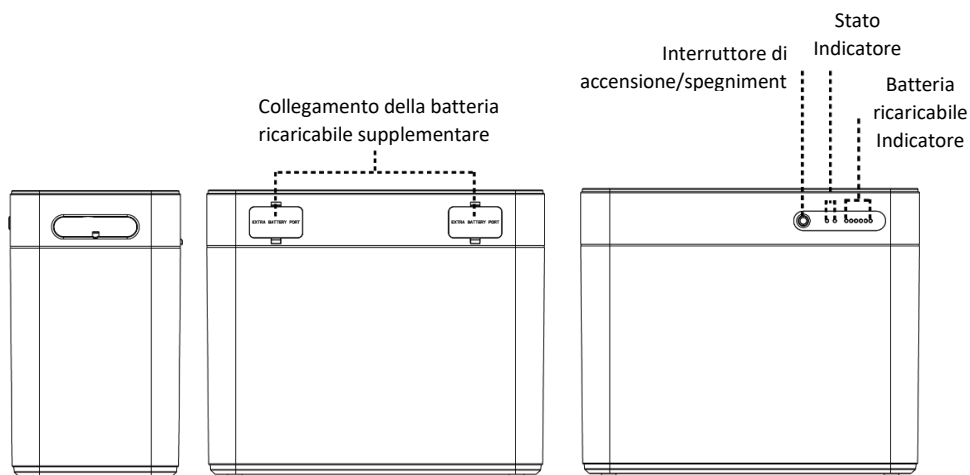 Stato
Indicatore
Interruttore di
accensione/spegniment
Batteria
ricaricabile
Indicatore
Collegamento della batteria
ricaricabile supplementare
EXTRA BATTERY PORT
EXTRA BATTERY PORT